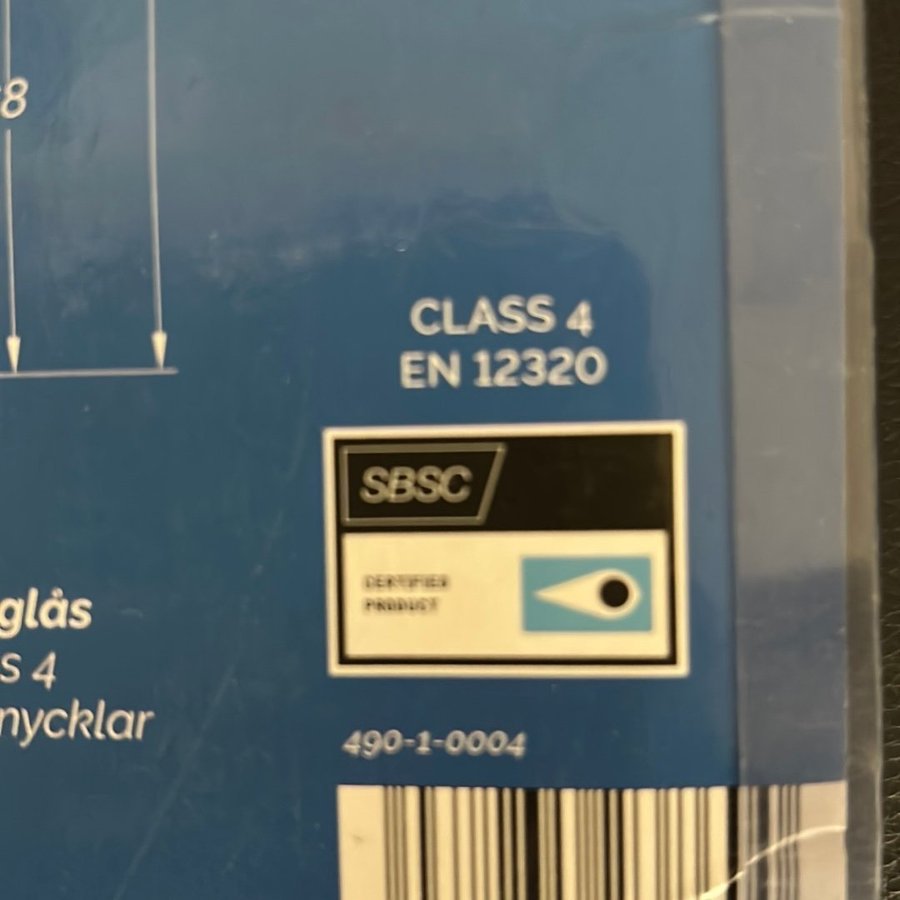 8
CLASS 4
EN 12320
SBSC
CERTIFIED
PRODUCT
glås
S 4
nycklar
490-1-0004